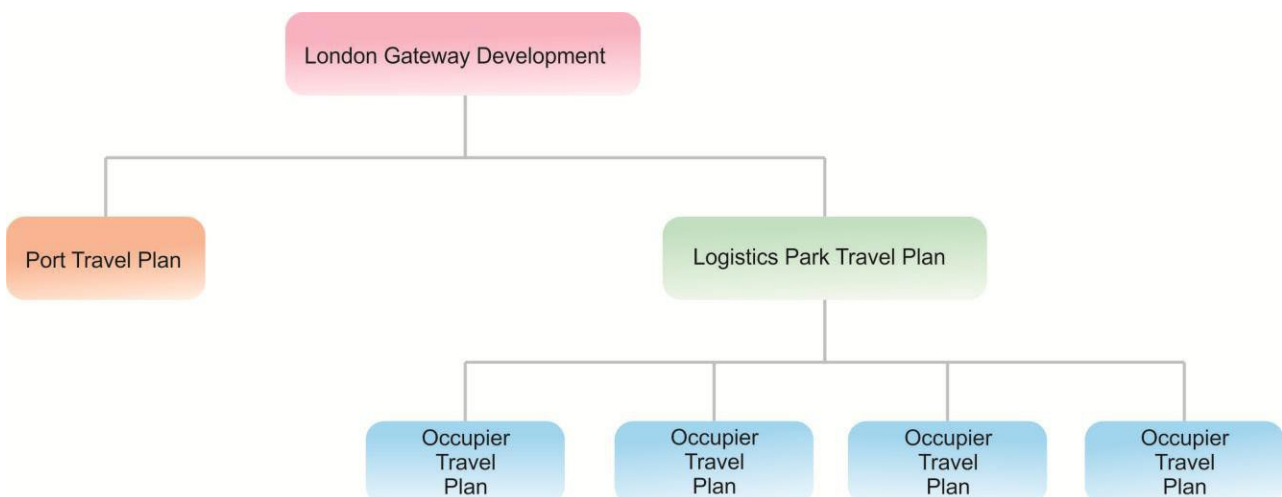 London Gateway Development
Port Travel Plan
Logistics Park Travel Plan
Occupier
Travel
Plan
Occupier
Travel
Plan
Occupier
Travel
Plan
Occupier
Travel
Plan